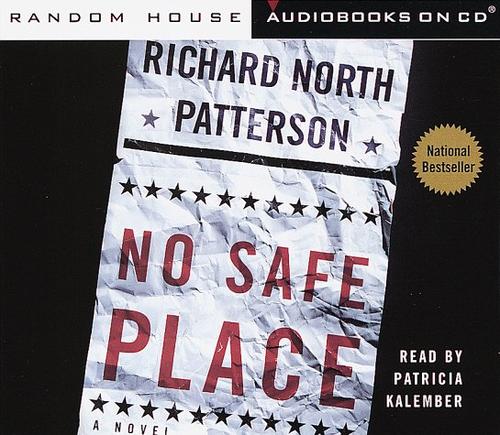 RANDOM HOUSE AUDIOBOOKS ON CD®
RICHARD NORTH
PATTERSON
National
Bestseller
NO SAFE
PLACE
READ BY
PATRICIA
KALEMBER
A NOVEL